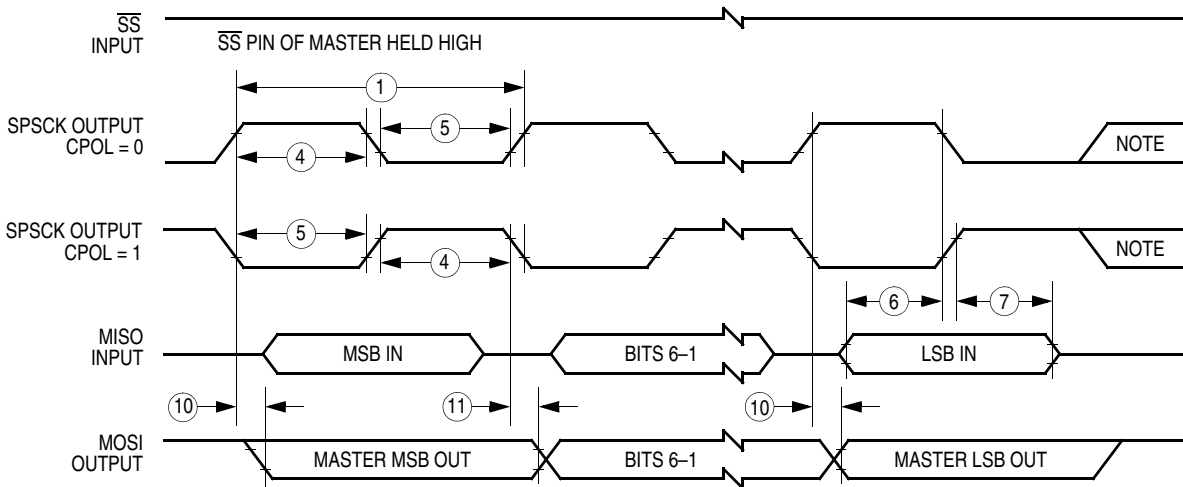 SS
INPUT
SS PIN OF MASTER HELD HIGH
1
SPSCK OUTPUT
CPOL = 0
5
4
NOTE
SPSCK OUTPUT
CPOL = 1
5
4
NOTE
6
7
MISO
INPUT
MSB IN
BITS 6–1
LSB IN
10
11
10
MOSI
OUTPUT
MASTER MSB OUT
BITS 6–1
MASTER LSB OUT